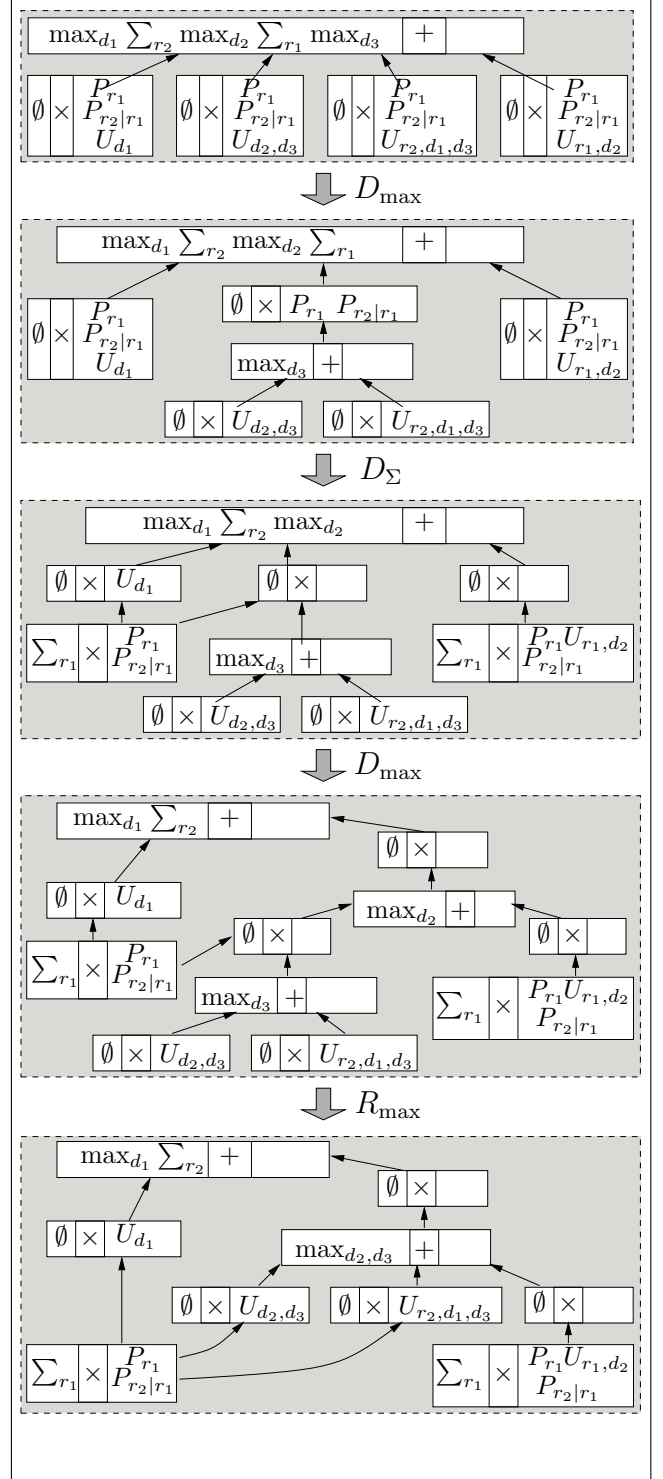 max_{d_1} ∑_{r_2} max_{d_2} ∑_{r_1} max_{d_3} +
P_{r_1} P_{r_1} P_{r_1} P_{r_1}
∅ × P_{r_2|r_1} ∅ × P_{r_2|r_1} ∅ × P_{r_2|r_1} ∅ × P_{r_2|r_1}
U_{d_1} U_{d_2,d_3} U_{r_2,d_1,d_3} U_{r_1,d_2}
D_{max}
max_{d_1} ∑_{r_2} max_{d_2} ∑_{r_1} +
∅ × P_{r_1} P_{r_2|r_1}
P_{r_1} P_{r_1}
∅ × P_{r_2|r_1} ∅ × P_{r_2|r_1}
U_{d_1} U_{r_1,d_2}
max_{d_3} +
∅ × U_{d_2,d_3} ∅ × U_{r_2,d_1,d_3}
D_Σ
max_{d_1} ∑_{r_2} max_{d_2} +
∅ × U_{d_1} ∅ × ∅ ×
P_{r_1} P_{r_1} U_{r_1,d_2}
∑_{r_1} × P_{r_2|r_1} max_{d_3} + ∑_{r_1} × P_{r_2|r_1}
∅ × U_{d_2,d_3} ∅ × U_{r_2,d_1,d_3}
D_{max}
max_{d_1} ∑_{r_2} +
∅ ×
∅ × U_{d_1} max_{d_2} +
∅ × ∅ ×
P_{r_1}
∑_{r_1} × P_{r_2|r_1}
max_{d_3} + P_{r_1} U_{r_1,d_2}
∑_{r_1} × P_{r_2|r_1}
∅ × U_{d_2,d_3} ∅ × U_{r_2,d_1,d_3}
R_{max}
max_{d_1} ∑_{r_2} +
∅ ×
∅ × U_{d_1} max_{d_2,d_3} +
∅ × U_{d_2,d_3} ∅ × U_{r_2,d_1,d_3} ∅ ×
P_{r_1} P_{r_1} U_{r_1,d_2}
∑_{r_1} × P_{r_2|r_1} ∑_{r_1} × P_{r_2|r_1}